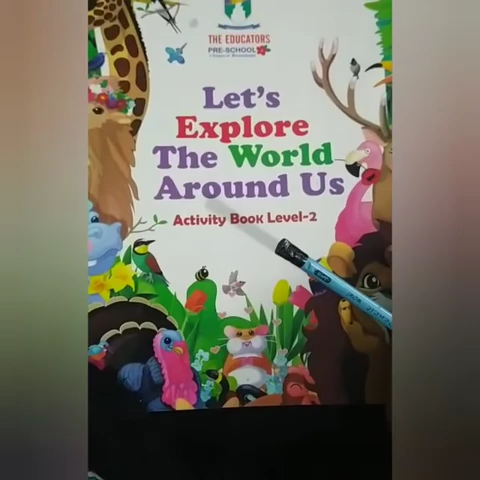 THE EDUCATORS
PRE-SCHOOL
Let's
Explore
The World
Around Us
Activity Book Level-2